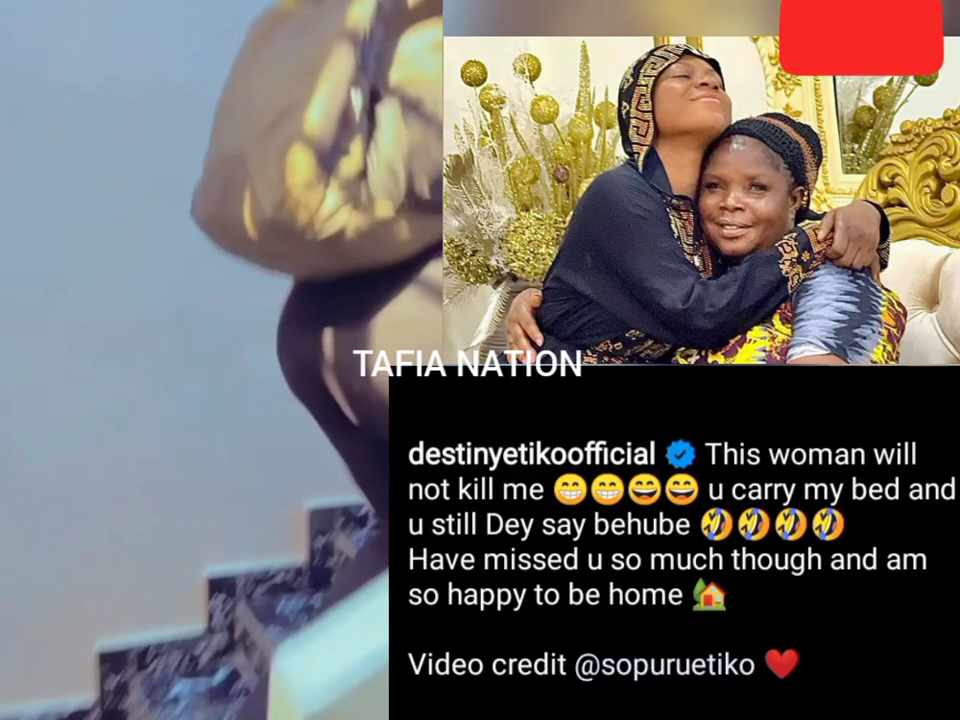 TAFIA NATION
destinyetikoofficial This woman will
not kill me 😁😁😄😄 u carry my bed and
u still Dey say behube 🤣🤣🤣🤣
Have missed u so much though and am
so happy to be home 🏡
Video credit @sopuruetiko ❤️